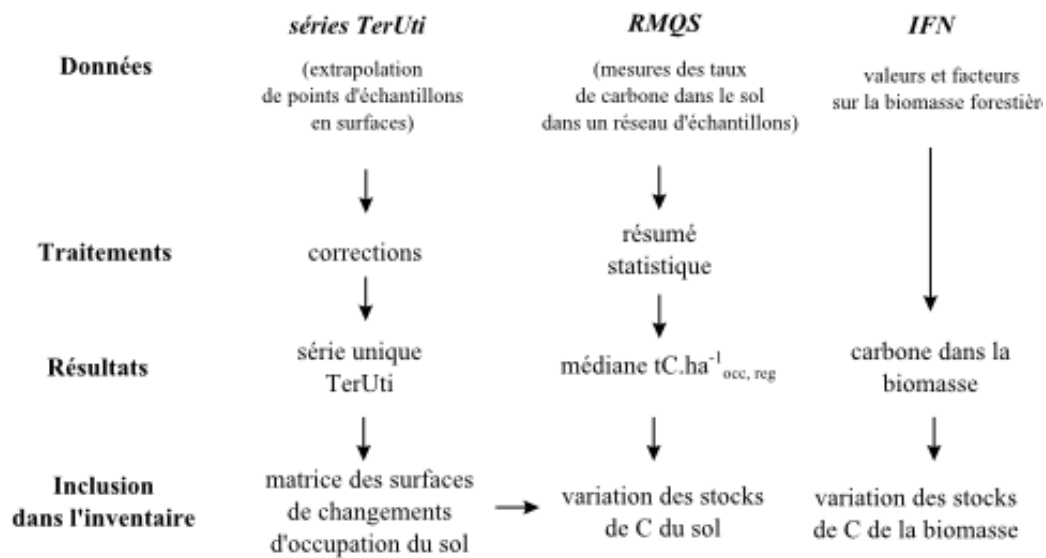 séries TerUti
RMQS
IFN
Données
(extrapolation
de points d'échantillons
en surfaces)
(mesures des taux
de carbone dans le sol
dans un réseau d'échantillons)
valeurs et facteurs
sur la biomasse forestièr
Traitements
corrections
résumé
statistique
Résultats
série unique
TerUti
médiane tC.ha⁻¹ occ, reg
carbone dans la
biomasse
Inclusion
dans l'inventaire
matrice des surfaces
de changements
d'occupation du sol
variation des stocks
de C du sol
variation des stocks
de C de la biomasse